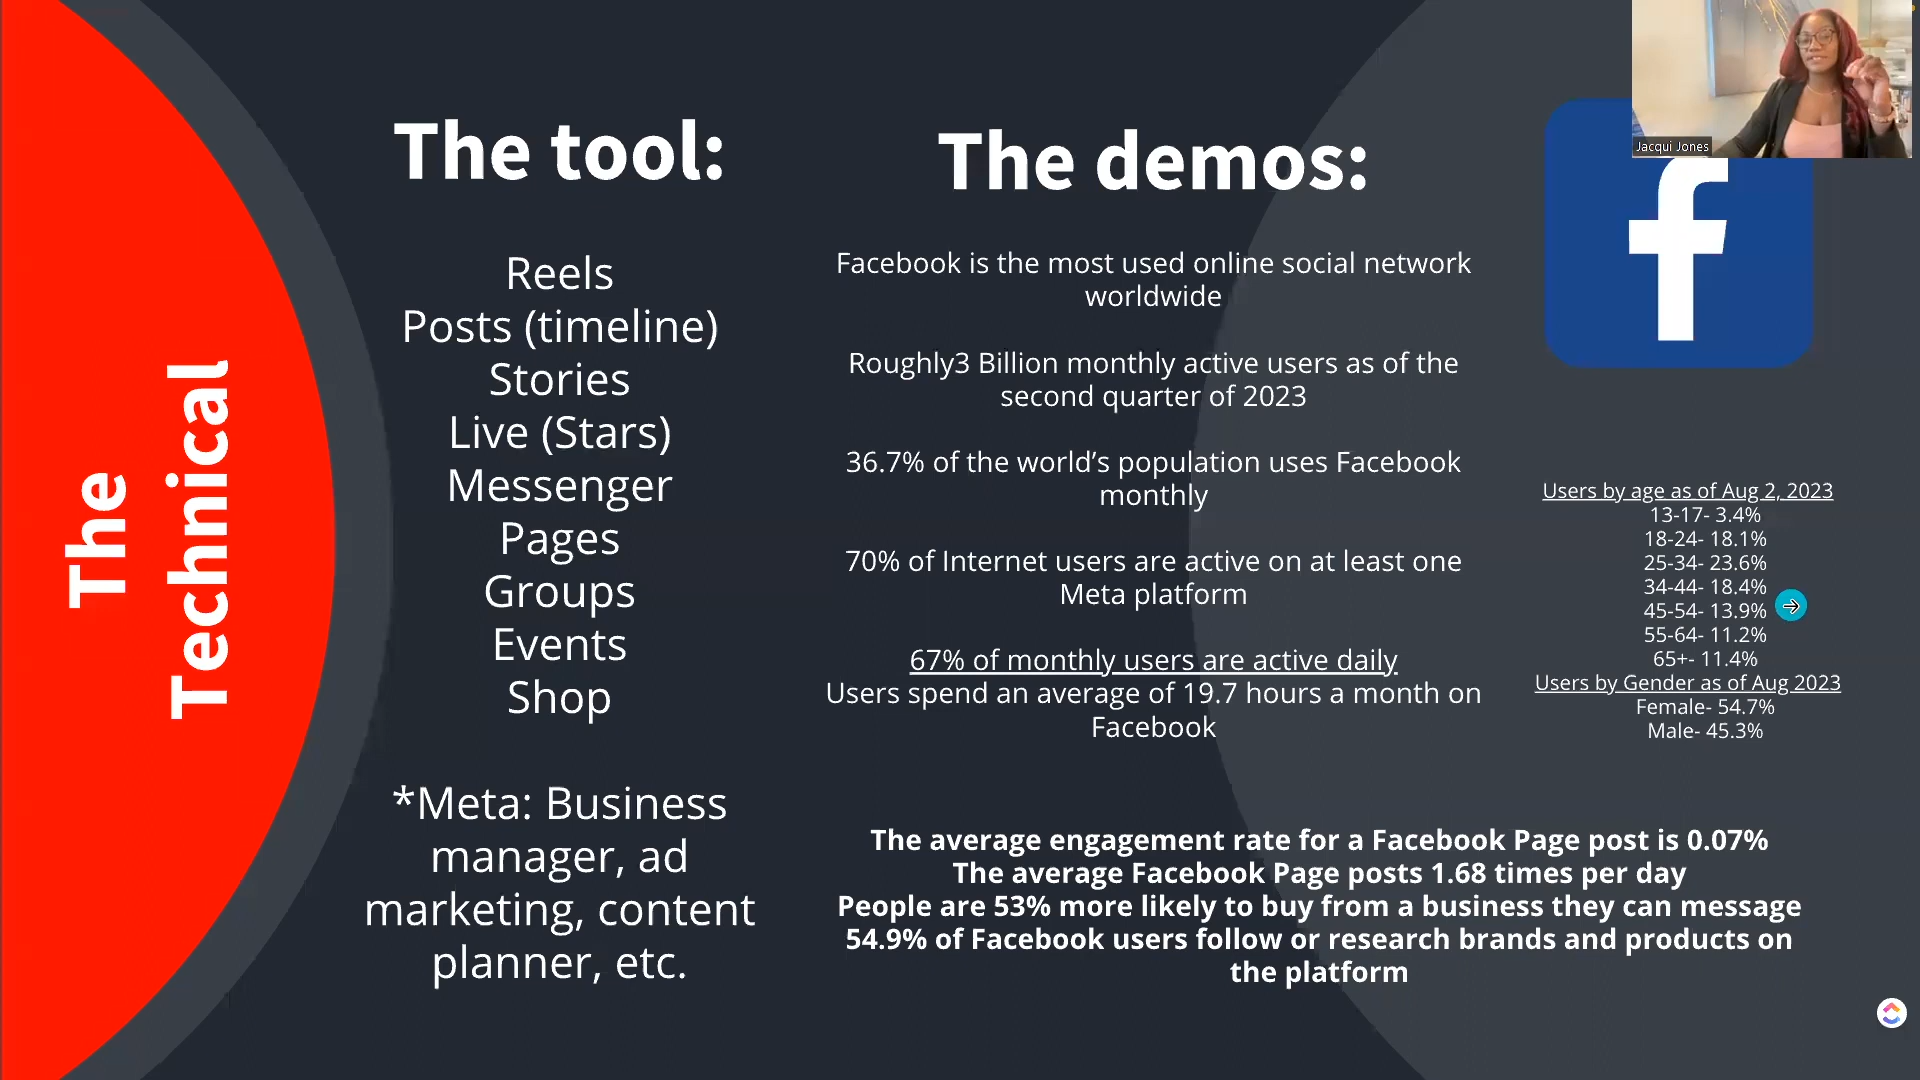 The
Technical
The tool:
Reels
Posts (timeline)
Stories
Live (Stars)
Messenger
Pages
Groups
Events
Shop
*Meta: Business
manager, ad
marketing, content
planner, etc.
The demos:
Facebook is the most used online social network
worldwide
Roughly3 Billion monthly active users as of the
second quarter of 2023
36.7% of the world’s population uses Facebook
monthly
70% of Internet users are active on at least one
Meta platform
67% of monthly users are active daily
Users spend an average of 19.7 hours a month on
Facebook
Jacqui Jones
f
Users by age as of Aug 2, 2023
13-17- 3.4%
18-24- 18.1%
25-34- 23.6%
34-44- 18.4%
45-54- 13.9%
55-64- 11.2%
65+- 11.4%
Users by Gender as of Aug 2023
Female- 54.7%
Male- 45.3%
The average engagement rate for a Facebook Page post is 0.07%
The average Facebook Page posts 1.68 times per day
People are 53% more likely to buy from a business they can message
54.9% of Facebook users follow or research brands and products on
the platform